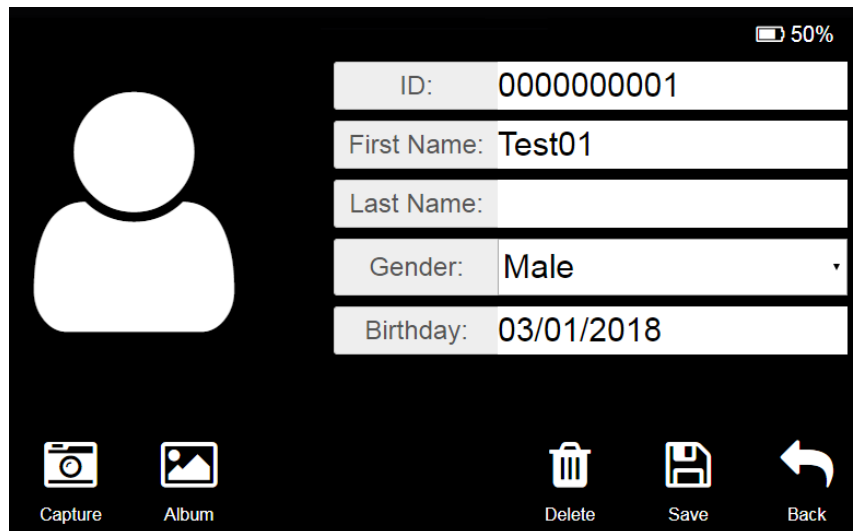 50%
ID: 0000000001
First Name: Test01
Last Name:
Gender: Male
Birthday: 03/01/2018
Capture Album Delete Save Back